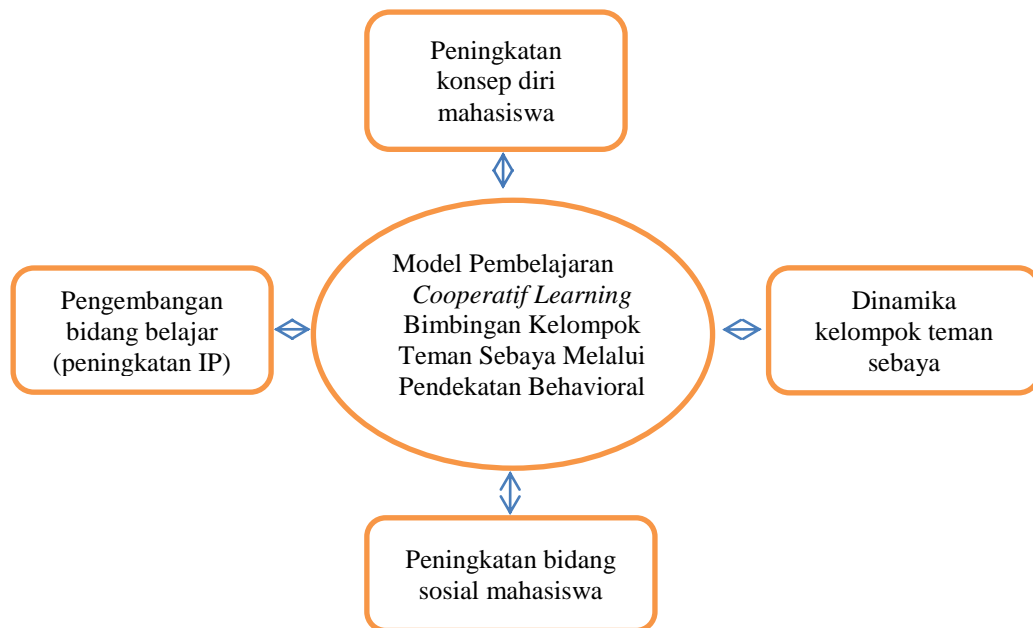 Peningkatan
konsep diri
mahasiswa
Model Pembelajaran
Cooperatif Learning
Bimbingan Kelompok
Teman Sebaya Melalui
Pendekatan Behavioral
Pengembangan
bidang belajar
(peningkatan IP)
Dinamika
kelompok teman
sebaya
Peningkatan bidang
sosial mahasiswa